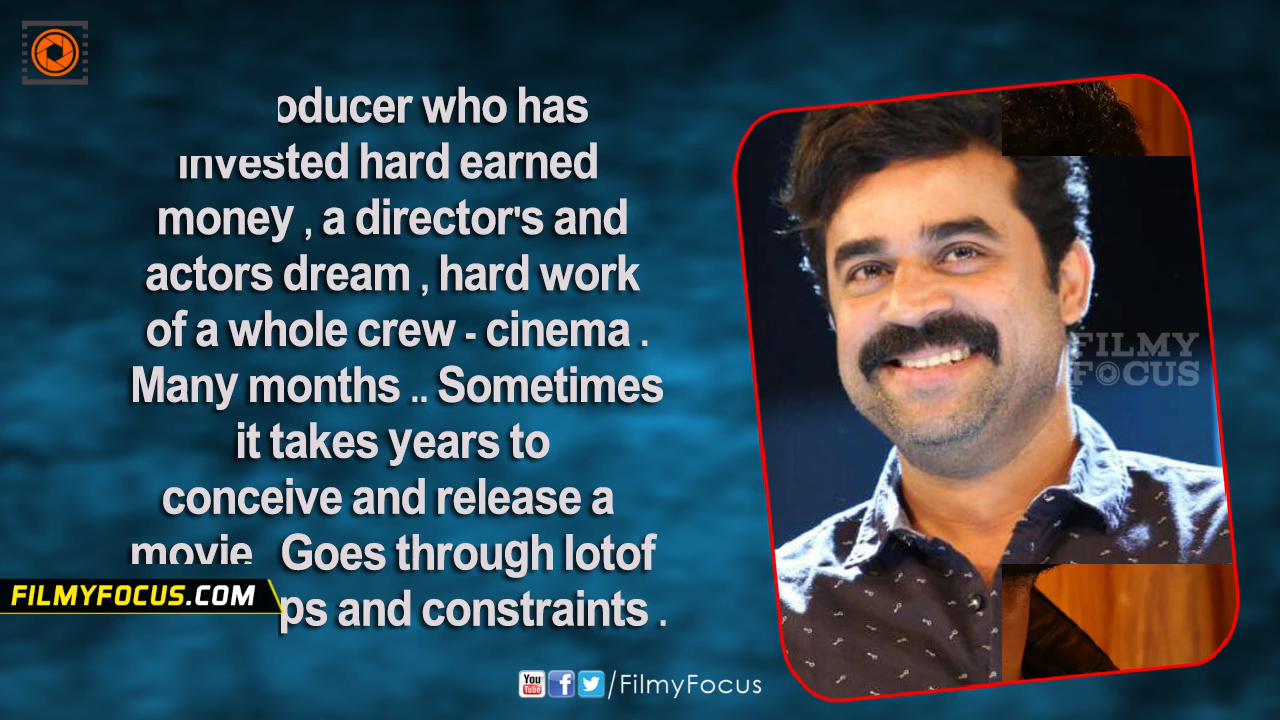 oducer who has
invested hard earned
money , a director's and
actors dream , hard work
of a whole crew - cinema .
Many months .. Sometimes
it takes years to
conceive and release a
movie Goes through lotof
ps and constraints .
FILMY
FOCUS
FILMYFOCUS.COM
You
Tube
/FilmyFocus